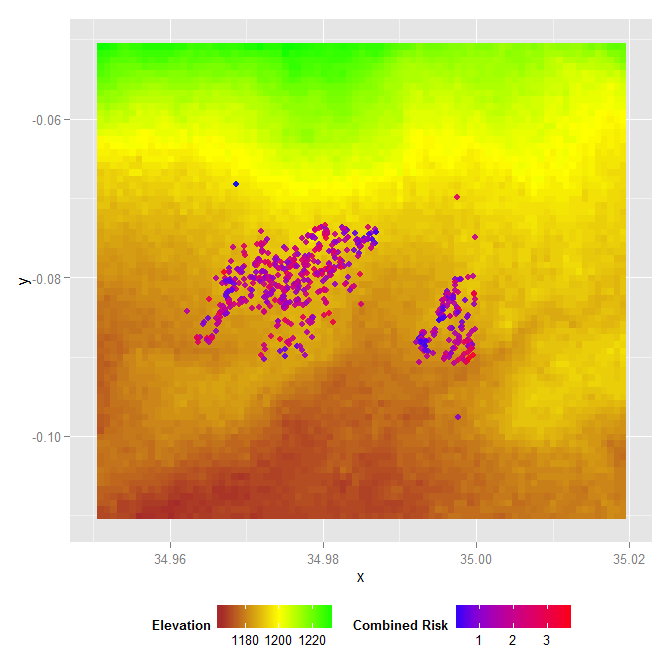 y
-0.06
-0.08
-0.10
34.96 34.98 35.00 35.02
x
Elevation 1180 1200 1220 Combined Risk 1 2 3